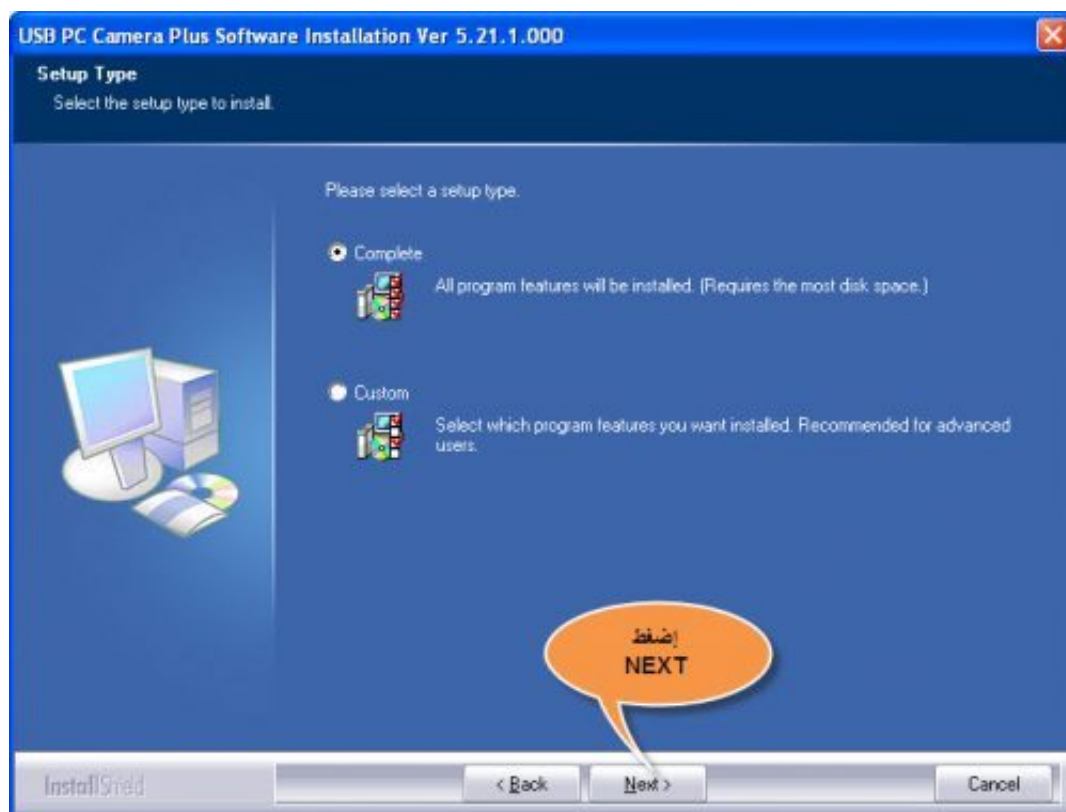 USB PC Camera Plus Software Installation Ver 5.21.1.000
Setup Type
Select the setup type to install.
Please select a setup type.
Complete
All program features will be installed. (Requires the most disk space.)
Custom
Select which program features you want installed. Recommended for advanced
users.
إضغط
NEXT
InstallShield
< Back
Next >
Cancel